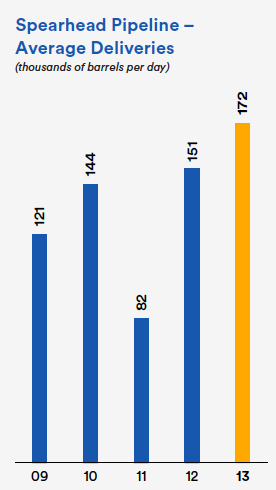 Spearhead Pipeline –
Average Deliveries
(thousands of barrels per day)
121
144
82
151
172
09 10 11 12 13